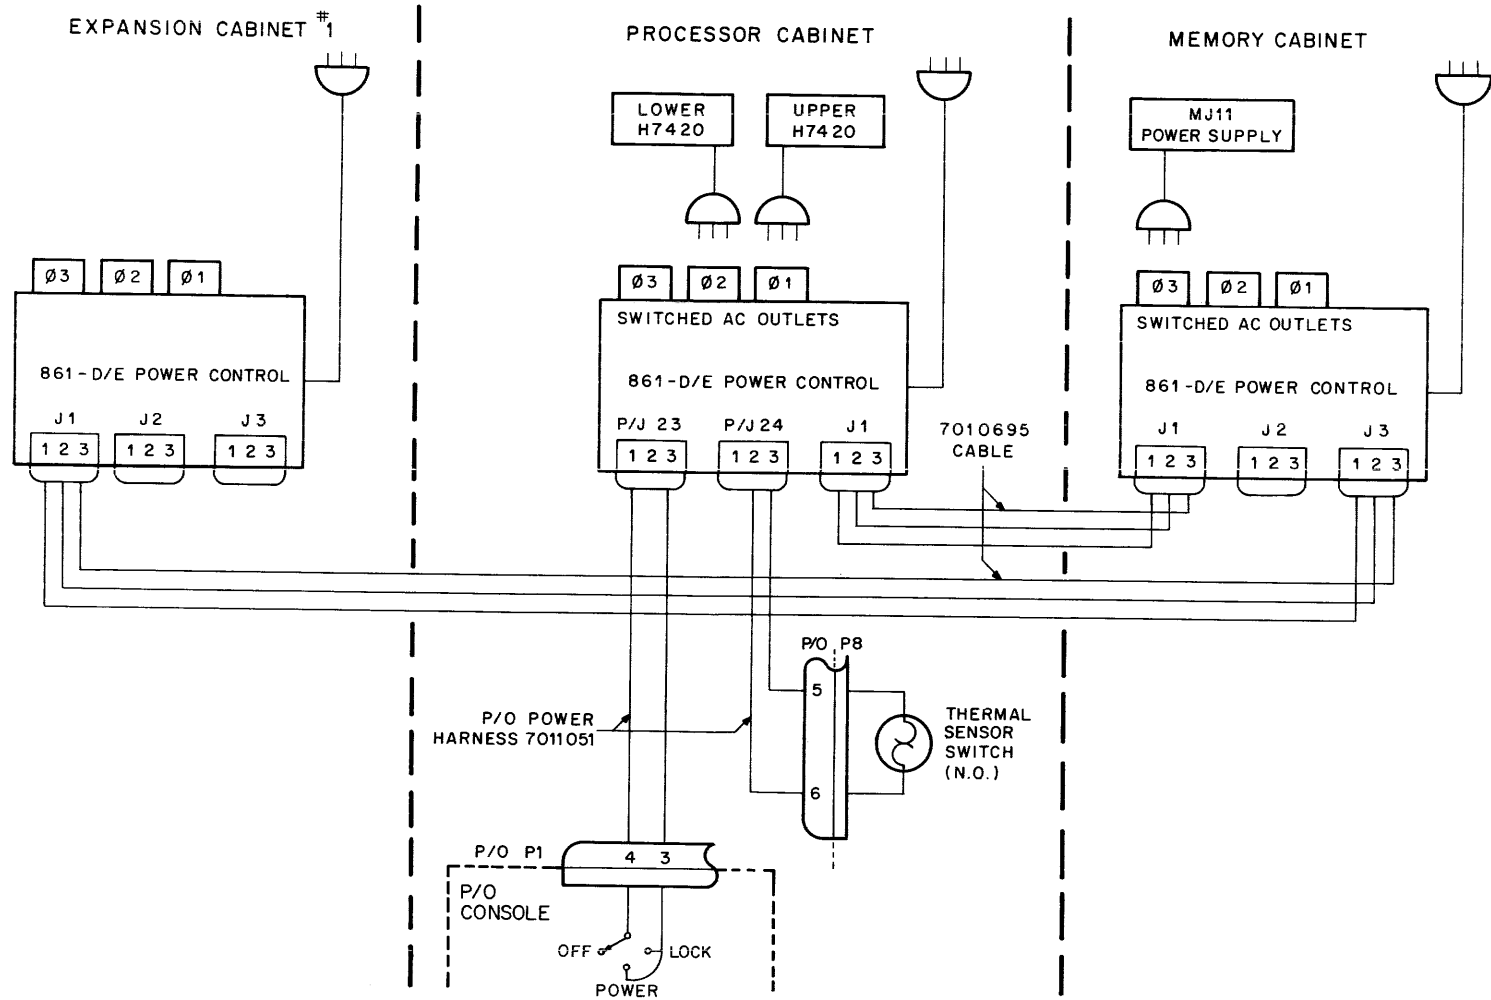 EXPANSION CABINET #1
PROCESSOR CABINET
MEMORY CABINET
LOWER
H7420
UPPER
H7420
MJ11
POWER SUPPLY
Ø3 Ø2 Ø1
861-D/E POWER CONTROL
J1 J2 J3
1 2 3 1 2 3 1 2 3
Ø3 Ø2 Ø1
SWITCHED AC OUTLETS
861-D/E POWER CONTROL
P/J 23 P/J 24 J1
1 2 3 1 2 3 1 2 3
7010695
CABLE
Ø3 Ø2 Ø1
SWITCHED AC OUTLETS
861-D/E POWER CONTROL
J1 J2 J3
1 2 3 1 2 3 1 2 3
P/O P8
5
6
THERMAL
SENSOR
SWITCH
(N.O.)
P/O POWER
HARNESS 7011051
P/O P1
4 3
P/O
CONSOLE
OFF
LOCK
POWER